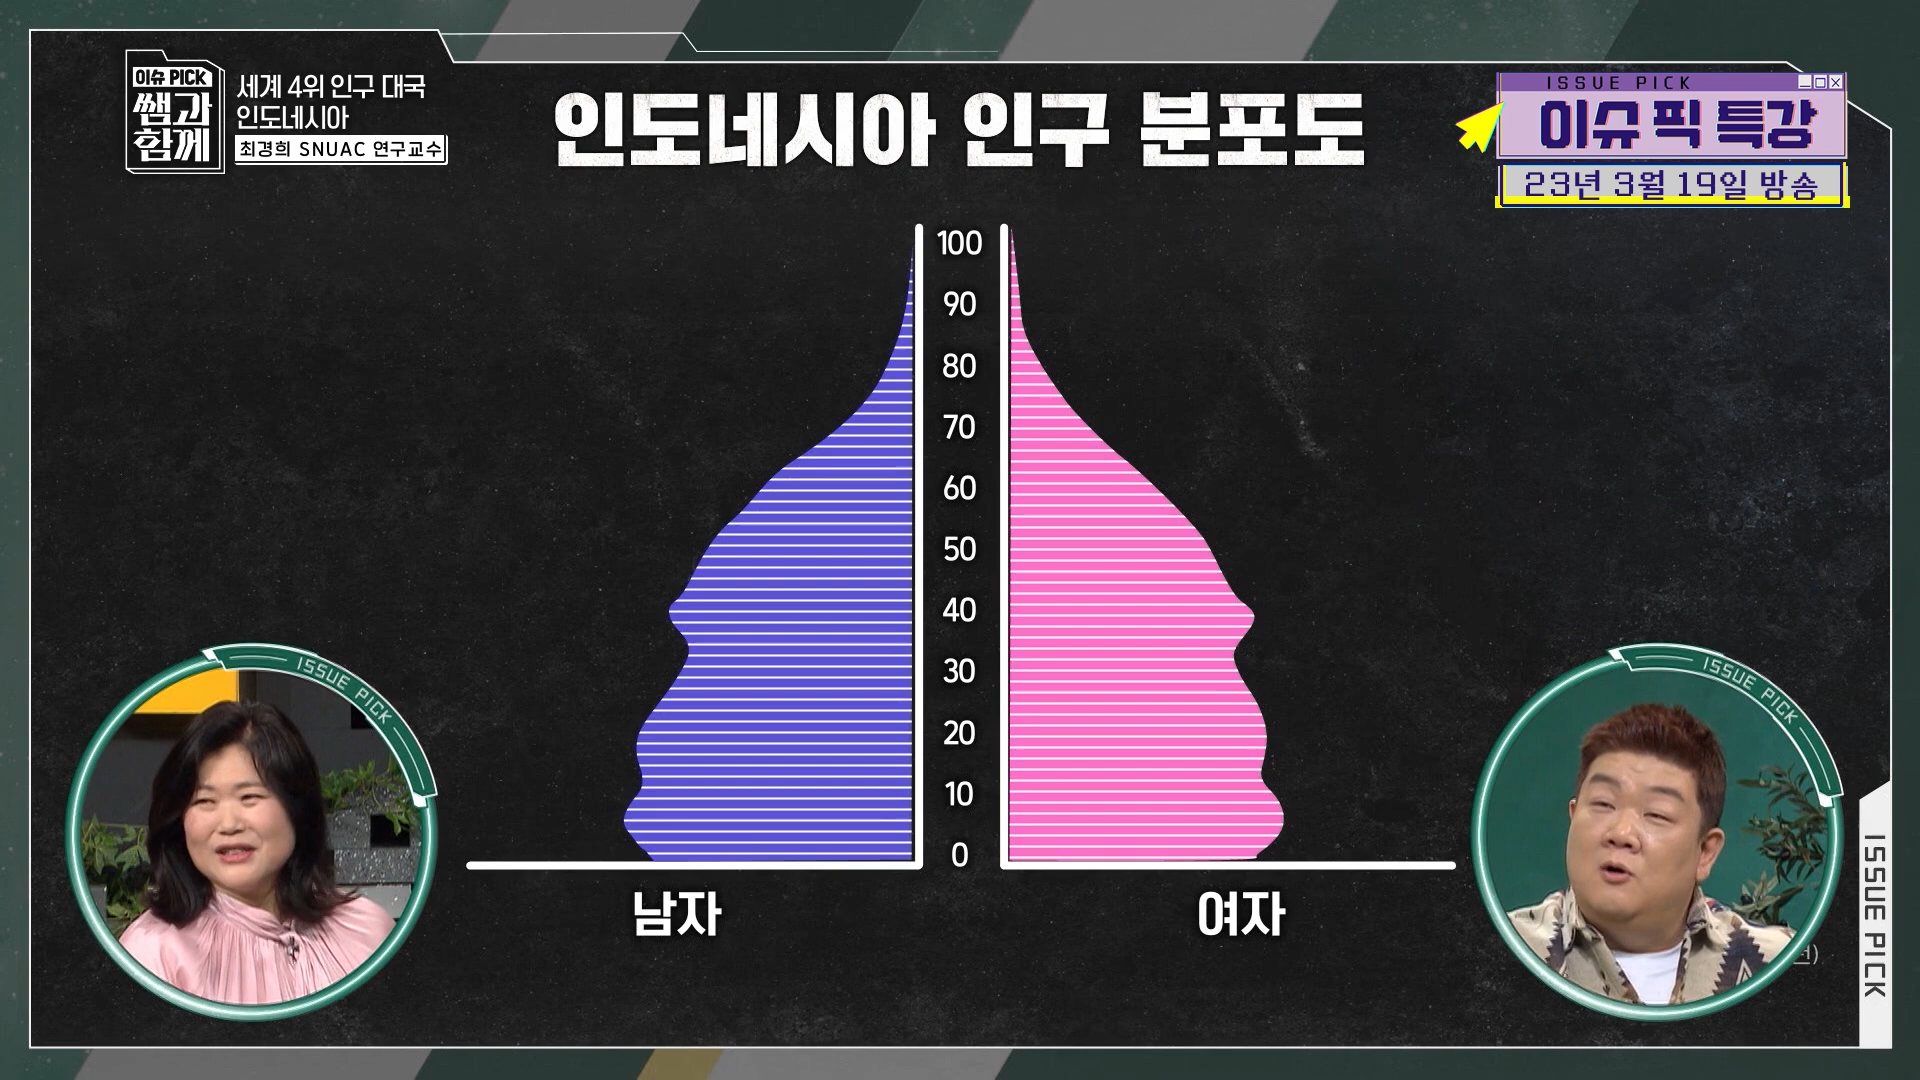 이슈 PICK
쌤과
함께
세계 4위 인구 대국
인도네시아
최경희 SNUAC 연구교수
인도네시아 인구 분포도
ISSUE PICK
이슈 픽 특강
23년 3월 19일 방송
100
90
80
70
60
50
40
30
20
10
0
남자
여자
ISSUE PICK
ISSUE PICK
ISSUE PICK